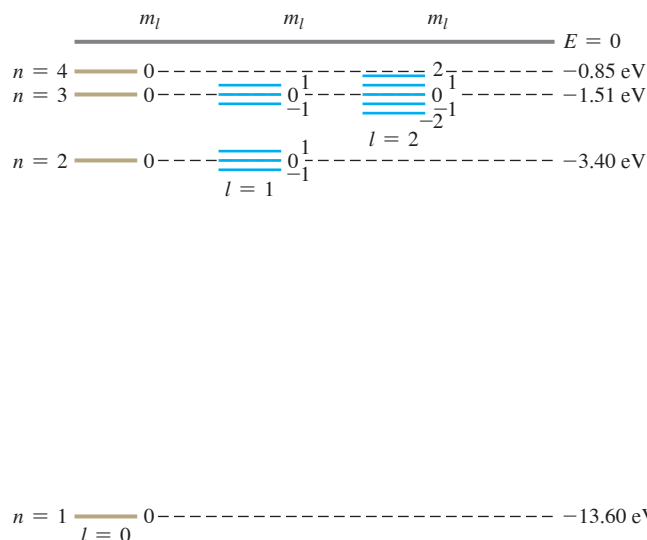 m_l m_l m_l
E = 0
n = 4 0 2 −0.85 eV
1 1
n = 3 0 0 0 −1.51 eV
−1 −1
−2
l = 2
1
n = 2 0 0 −3.40 eV
−1
l = 1
n = 1 0 −13.60 eV
l = 0